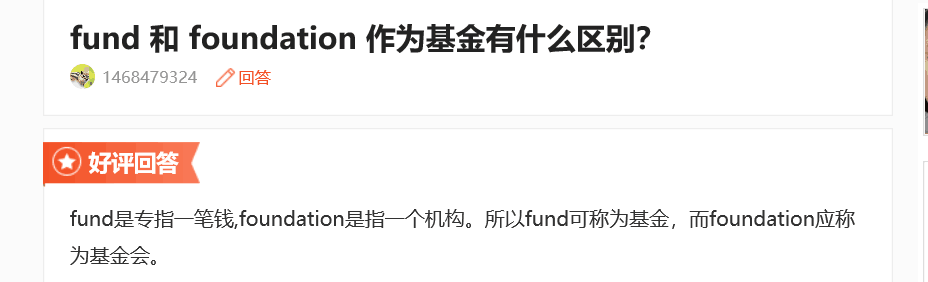 fund 和 foundation 作为基金有什么区别?
1468479324 回答
好评回答
fund是专指一笔钱,foundation是指一个机构。所以fund可称为基金，而foundation应称
为基金会。